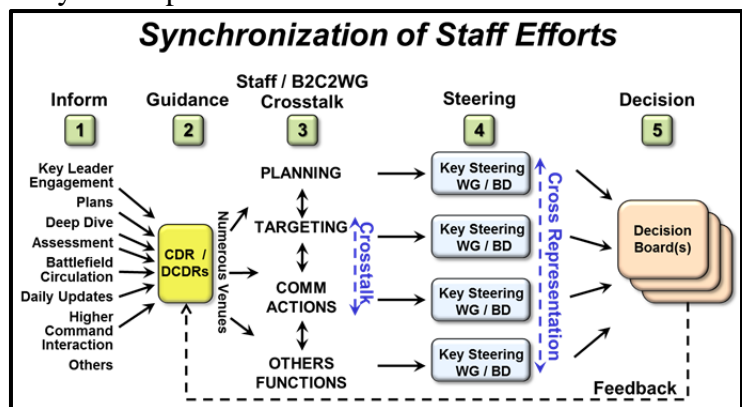 Synchronization of Staff Efforts
Inform
1
Guidance
2
Staff / B2C2WG
Crosstalk
3
Steering
4
Decision
5
Key Leader
Engagement
Plans
Deep Dive
Assessment
Battlefield
Circulation
Daily Updates
Higher
Command
Interaction
Others
CDR /
DCDRs
Numerous Venues
PLANNING
TARGETING
COMM
ACTIONS
OTHERS
FUNCTIONS
Crosstalk
Key Steering
WG / BD
Key Steering
WG / BD
Key Steering
WG / BD
Key Steering
WG / BD
Cross Representation
Decision
Board(s)
Feedback